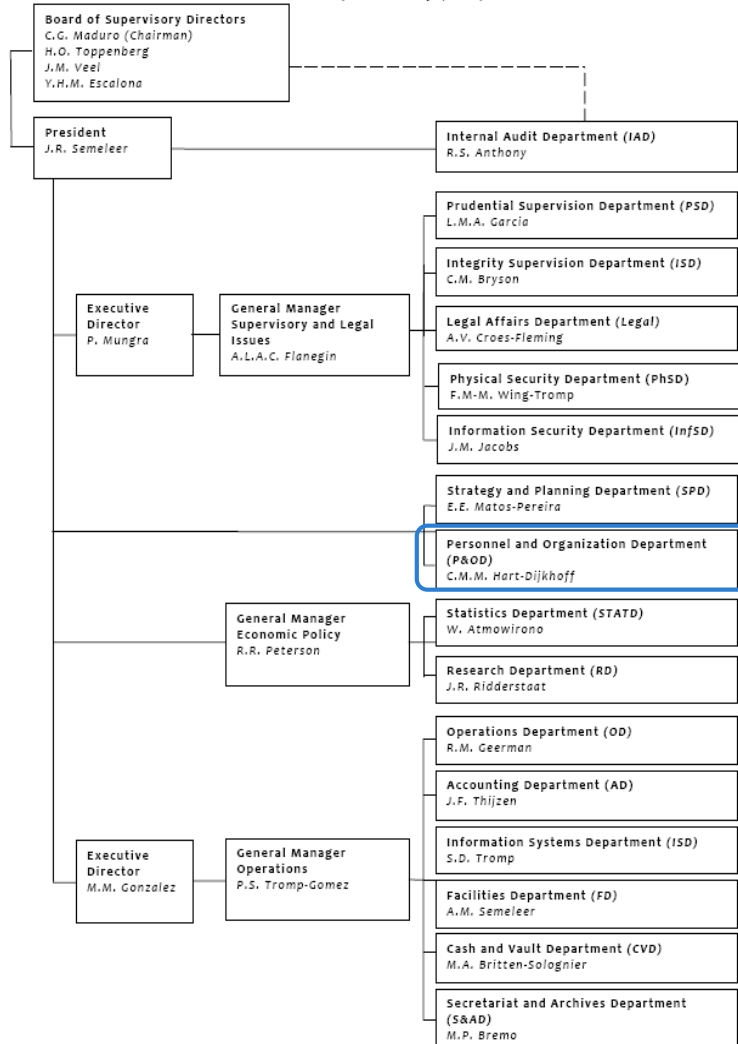 Board of Supervisory Directors
C.G. Maduro (Chairman)
H.O. Toppenberg
J.M. Veel
Y.H.M. Escalona
President
J.R. Semeleer
Internal Audit Department (IAD)
R.S. Anthony
Prudential Supervision Department (PSD)
L.M.A. Garcia
Integrity Supervision Department (ISD)
C.M. Bryson
Executive
Director
P. Mungra
General Manager
Supervisory and Legal
Issues
A.L.A.C. Flanegin
Legal Affairs Department (Legal)
A.V. Croes-Fleming
Physical Security Department (PhSD)
F.M-M. Wing-Tromp
Information Security Department (InfSD)
J.M. Jacobs
Strategy and Planning Department (SPD)
E.E. Matos-Pereira
Personnel and Organization Department
(P&OD)
C.M.M. Hart-Dijkhoff
General Manager
Economic Policy
R.R. Peterson
Statistics Department (STATD)
W. Atmowirono
Research Department (RD)
J.R. Ridderstaat
Operations Department (OD)
R.M. Geerman
Accounting Department (AD)
J.F. Thijzen
Information Systems Department (ISD)
S.D. Tromp
Executive
Director
M.M. Gonzalez
General Manager
Operations
P.S. Tromp-Gomez
Facilities Department (FD)
A.M. Semeleer
Cash and Vault Department (CVD)
M.A. Britten-Solognier
Secretariat and Archives Department
(S&AD)
M.P. Bremo